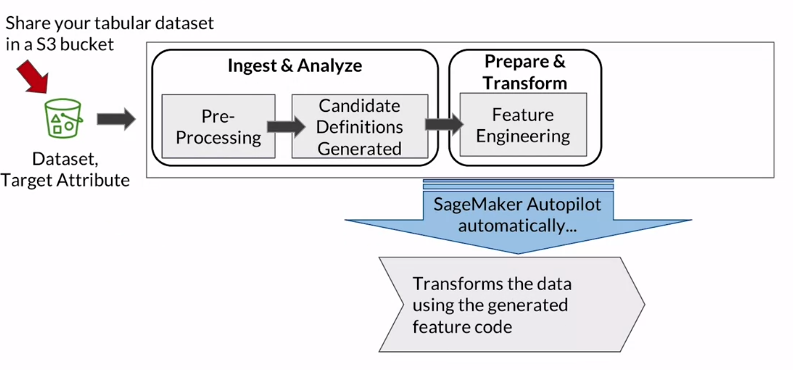 Share your tabular dataset
in a S3 bucket
Dataset,
Target Attribute
Ingest & Analyze
Pre-
Processing
Candidate
Definitions
Generated
Prepare &
Transform
Feature
Engineering
SageMaker Autopilot
automatically...
Transforms the data
using the generated
feature code